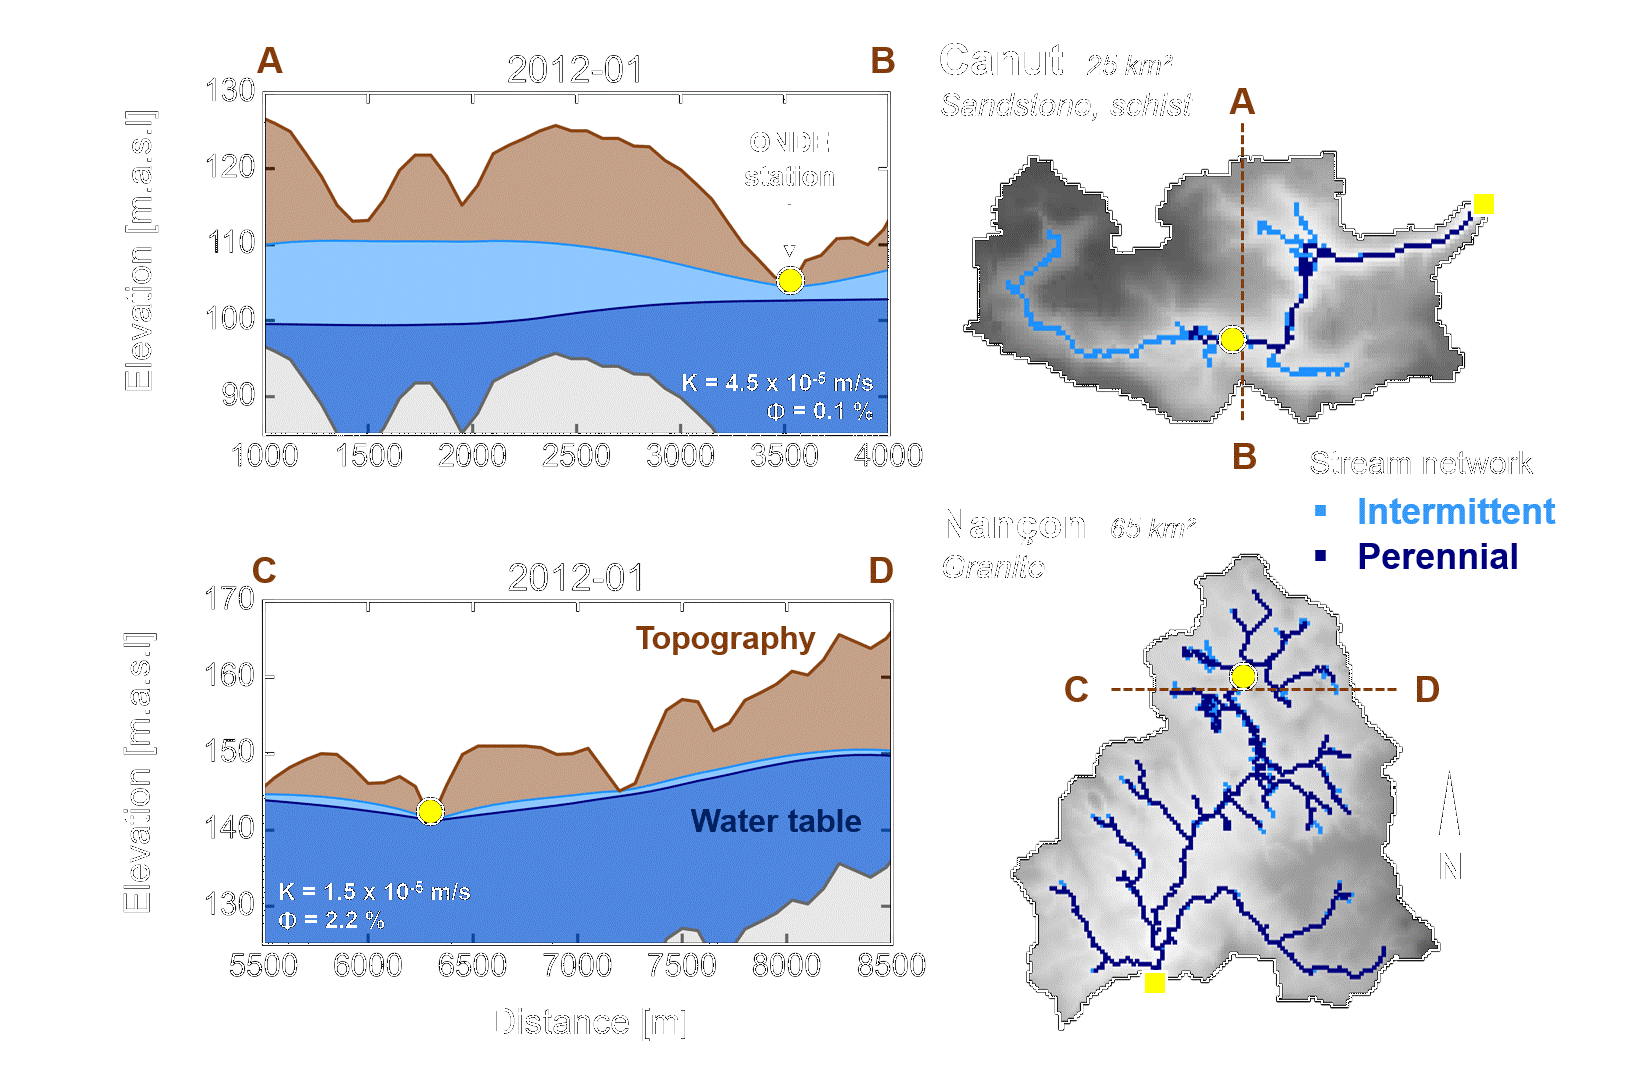 A
2012-01
B
130
120
110
100
90
Elevation [m.a.s.l]
ONDE
station
K = 4.5 x 10⁻⁵ m/s
Φ = 0.1 %
1000 1500 2000 2500 3000 3500 4000
Canut 25 km²
Sandstone, schist
A
B
Stream network
Intermittent
Perennial
C
2012-01
D
170
160
150
140
130
Elevation [m.a.s.l]
Topography
Water table
K = 1.5 x 10⁻⁵ m/s
Φ = 2.2 %
5500 6000 6500 7000 7500 8000 8500
Distance [m]
Nançon 65 km²
Granite
C
D
N